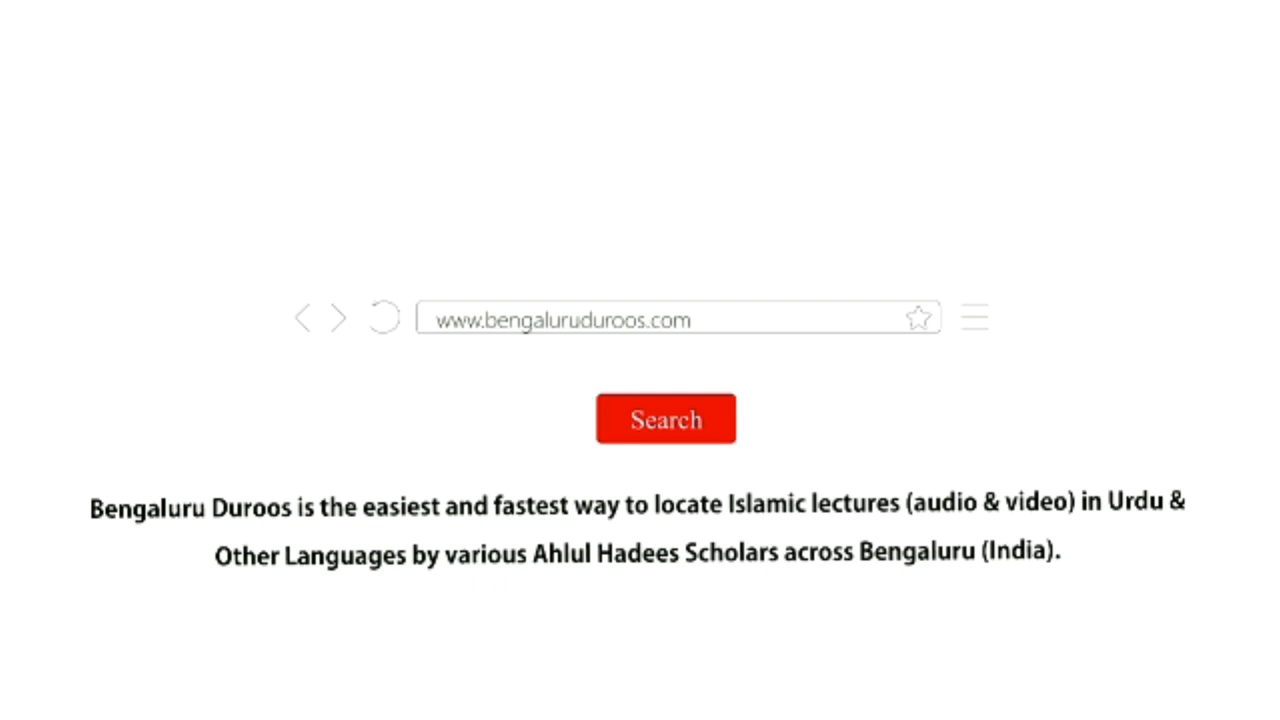 www.bengaluruduroos.com
Search
Bengaluru Duroos is the easiest and fastest way to locate Islamic lectures (audio & video) in Urdu &
Other Languages by various Ahlul Hadees Scholars across Bengaluru (India).